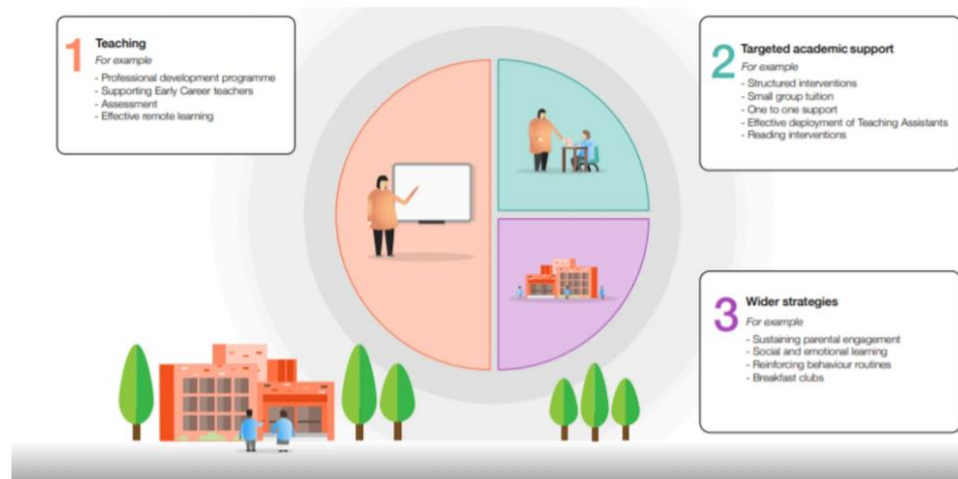 1
Teaching
For example
- Professional development programme
- Supporting Early Career teachers
- Assessment
- Effective remote learning
2
Targeted academic support
For example
- Structured interventions
- Small group tuition
- One to one support
- Effective deployment of Teaching Assistants
- Reading interventions
3
Wider strategies
For example
- Sustaining parental engagement
- Social and emotional learning
- Reinforcing behaviour routines
- Breakfast clubs